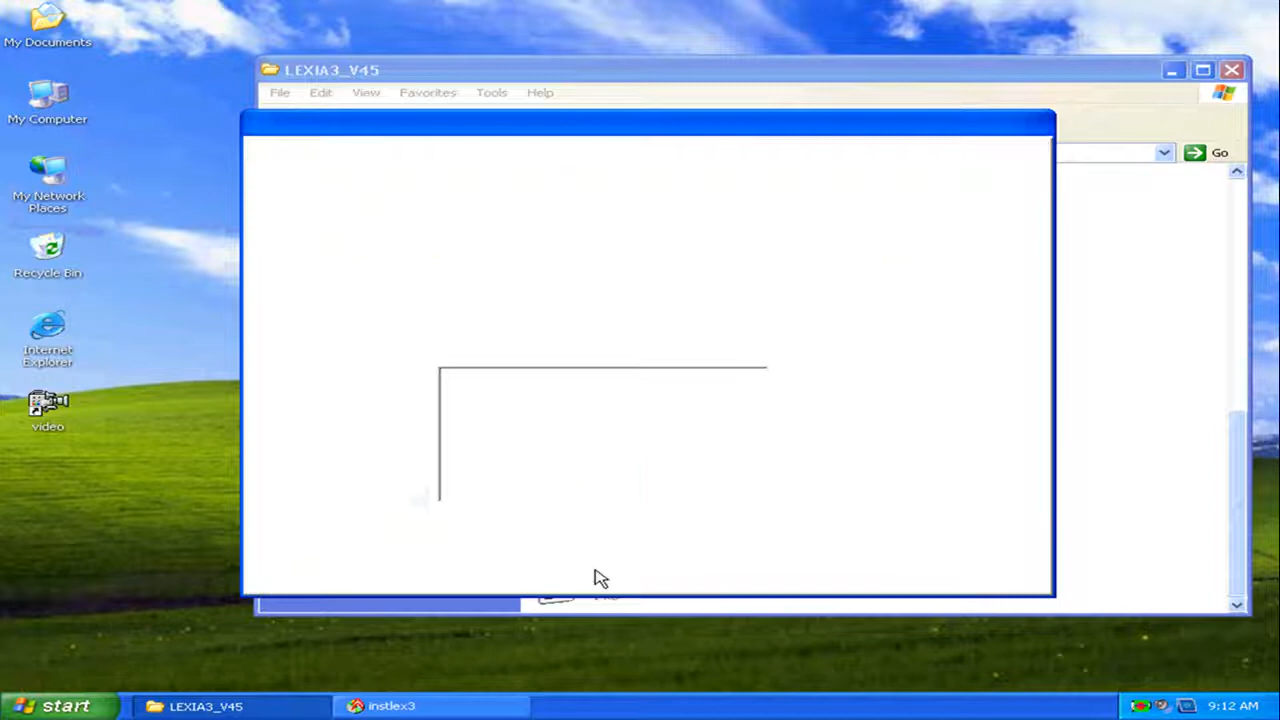 My Documents
LEXIA3_V45
File Edit View Favorites Tools Help
My Computer
Go
My Network
Places
Recycle Bin
Internet
Explorer
video
start LEXIA3_V45 instlex3 9:12 AM